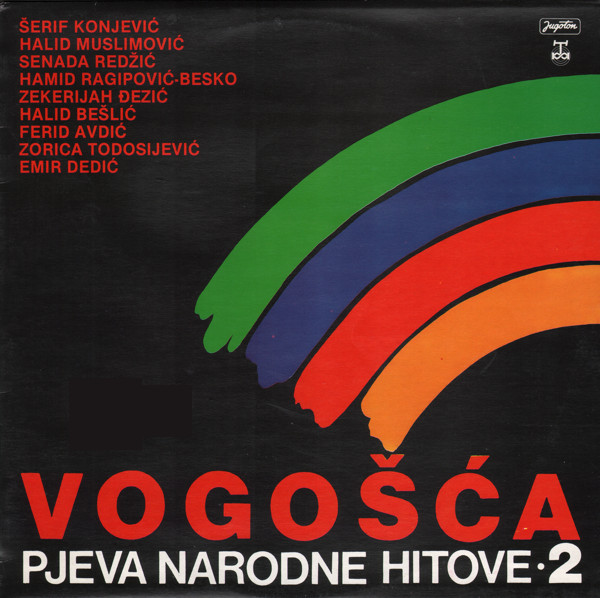 ŠERIF KONJEVIĆ
HALID MUSLIMOVIĆ
SENADA REDŽIĆ
HAMID RAGIPOVIĆ-BESKO
ZEKERIJAH ĐEZIĆ
HALID BEŠLIĆ
FERID AVDIĆ
ZORICA TODOSIJEVIĆ
EMIR DEDIĆ
Jugoton
VOGOŠĆA
PJEVA NARODNE HITOVE·2